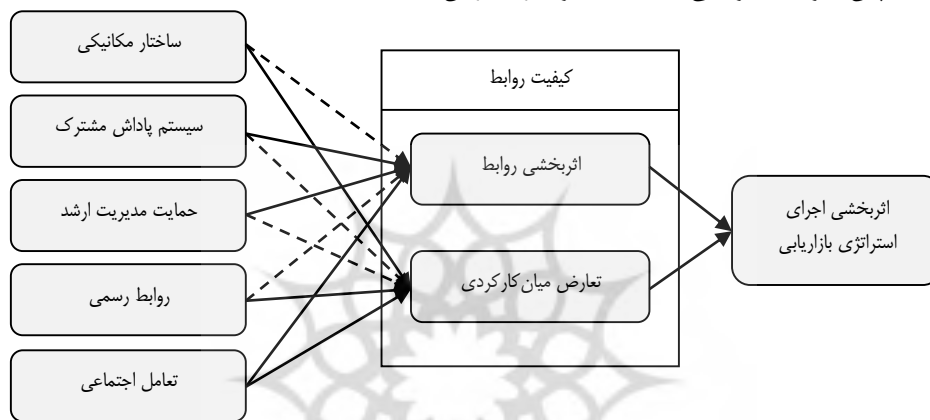 ساختار مکانیکی
سیستم پاداش مشترک
حمایت مدیریت ارشد
روابط رسمی
تعامل اجتماعی
کیفیت روابط
اثربخشی روابط
تعارض میان‌کارکردی
اثربخشی اجرای
استراتژی بازاریابی